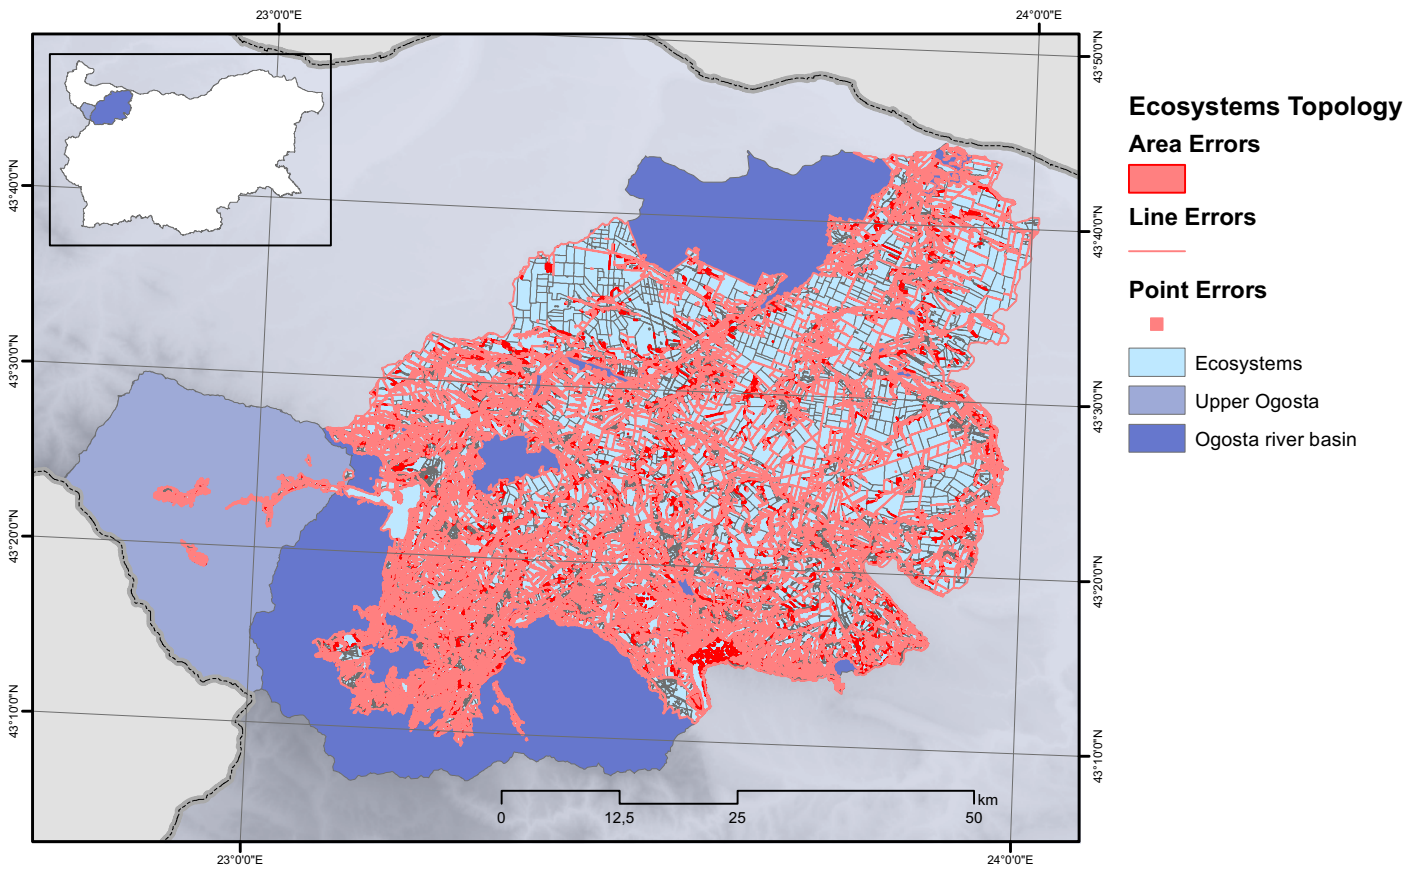 23°0'0"E
24°0'0"E
43°50'0"N
43°40'0"N
43°40'0"N
43°30'0"N
43°30'0"N
43°20'0"N
43°20'0"N
43°10'0"N
43°10'0"N
23°0'0"E
24°0'0"E
km
0 12,5 25 50
Ecosystems Topology
Area Errors
Line Errors
Point Errors
Ecosystems
Upper Ogosta
Ogosta river basin